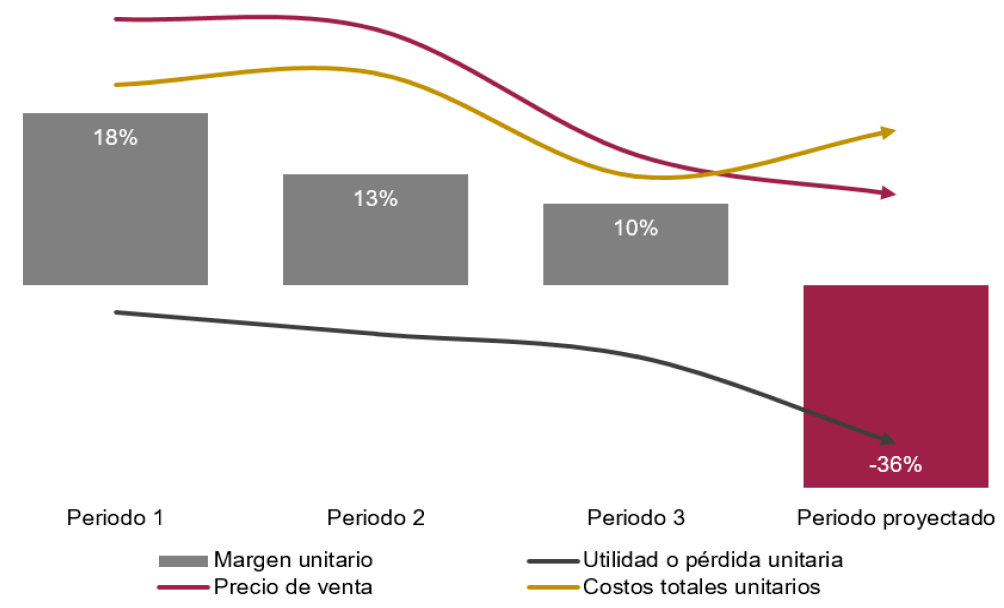 18%
13%
10%
-36%
Periodo 1
Periodo 2
Periodo 3
Periodo proyectado
Margen unitario
Utilidad o pérdida unitaria
Precio de venta
Costos totales unitarios